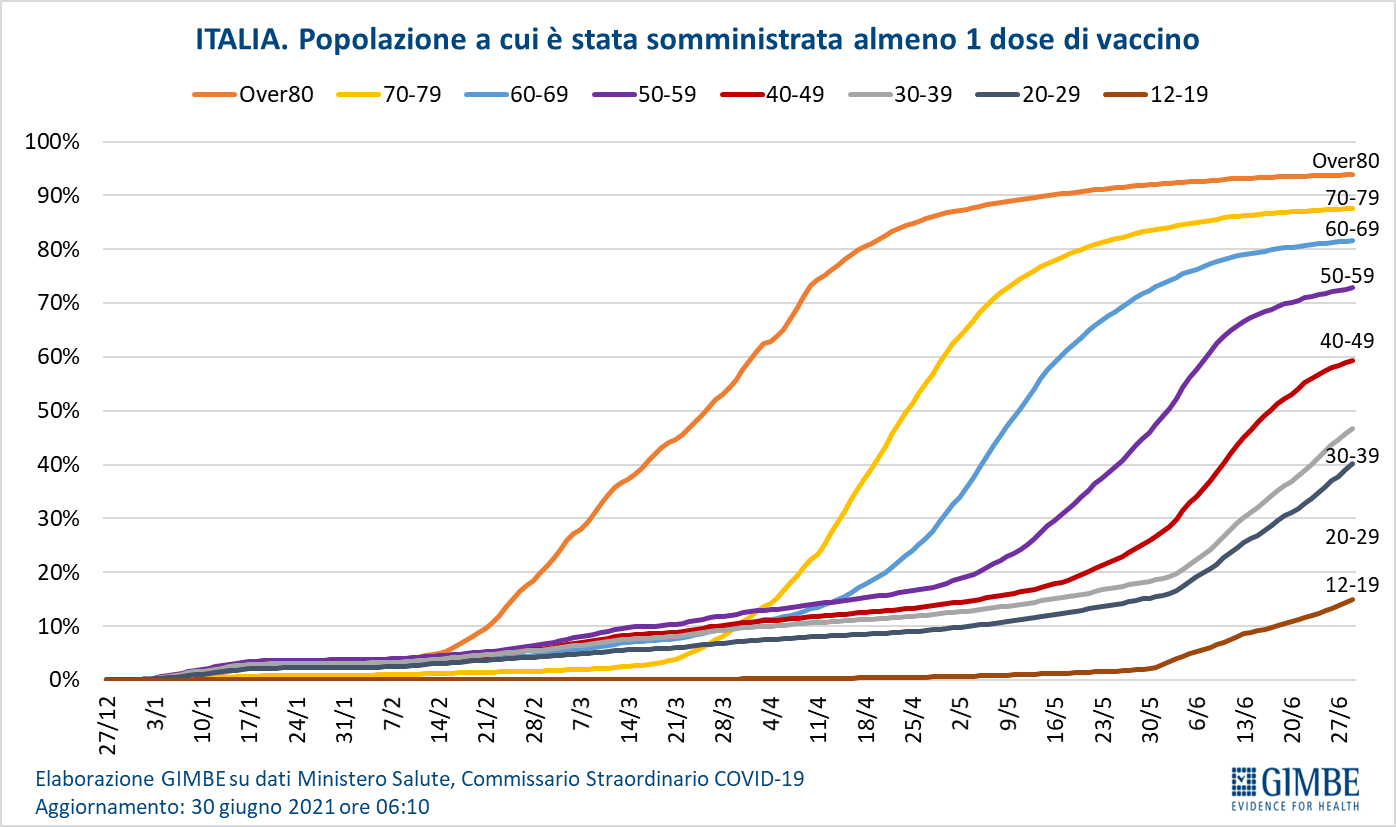 ITALIA. Popolazione a cui è stata somministrata almeno 1 dose di vaccino
Over80 70-79 60-69 50-59 40-49 30-39 20-29 12-19
100%
90%
80%
70%
60%
50%
40%
30%
20%
10%
0%
Over80
70-79
60-69
50-59
40-49
30-39
20-29
12-19
27/12 3/1 10/1 17/1 24/1 31/1 7/2 14/2 21/2 28/2 7/3 14/3 21/3 28/3 4/4 11/4 18/4 25/4 2/5 9/5 16/5 23/5 30/5 6/6 13/6 20/6 27/6
Elaborazione GIMBE su dati Ministero Salute, Commissario Straordinario COVID-19
Aggiornamento: 30 giugno 2021 ore 06:10
GIMBE
EVIDENCE FOR HEALTH